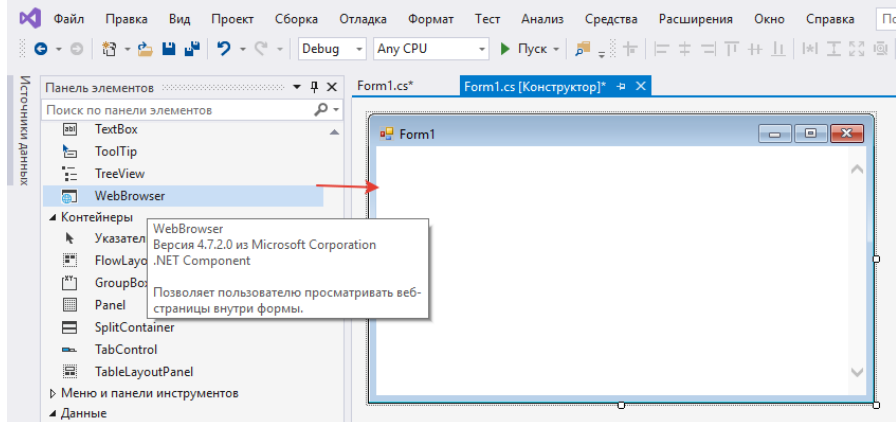 Файл Правка Вид Проект Сборка Отладка Формат Тест Анализ Средства Расширения Окно Справка
Debug Any CPU Пуск
Источники данных
Панель элементов
Form1.cs* Form1.cs [Конструктор]*
Поиск по панели элементов
TextBox
Form1
ToolTip
TreeView
WebBrowser
Контейнеры
WebBrowser
Версия 4.7.2.0 из Microsoft Corporation
.NET Component
Позволяет пользователю просматривать веб-
страницы внутри формы.
Panel
SplitContainer
TabControl
TableLayoutPanel
Меню и панели инструментов
Данные